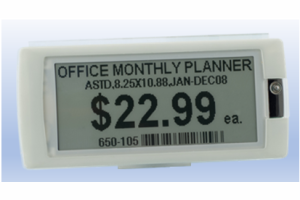 OFFICE MONTHLY PLANNER
ASTD,8.25X10.88,JAN-DEC08
$22.99 ea.
650-105